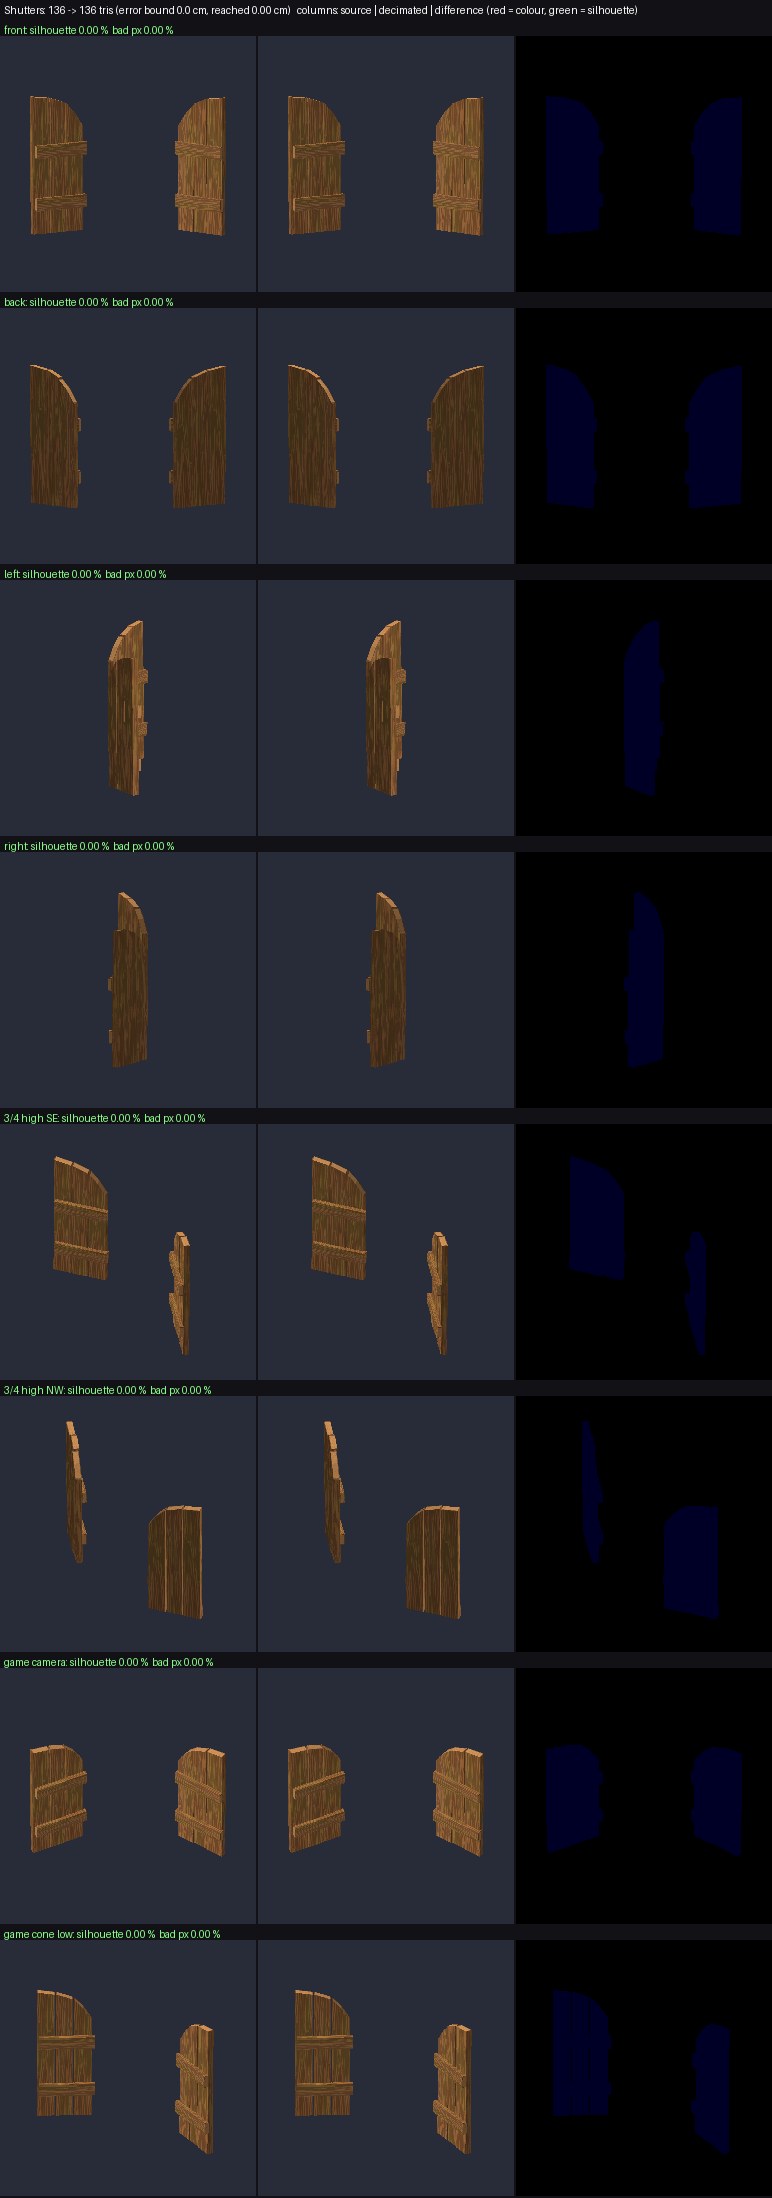 Shutters: 136 -> 136 tris (error bound 0.0 cm, reached 0.00 cm) columns: source | decimated | difference (red = colour, green = silhouette)
front: silhouette 0.00 % bad px 0.00 %
back: silhouette 0.00 % bad px 0.00 %
left: silhouette 0.00 % bad px 0.00 %
right: silhouette 0.00 % bad px 0.00 %
3/4 high SE: silhouette 0.00 % bad px 0.00 %
3/4 high NW: silhouette 0.00 % bad px 0.00 %
game camera: silhouette 0.00 % bad px 0.00 %
game cone low: silhouette 0.00 % bad px 0.00 %